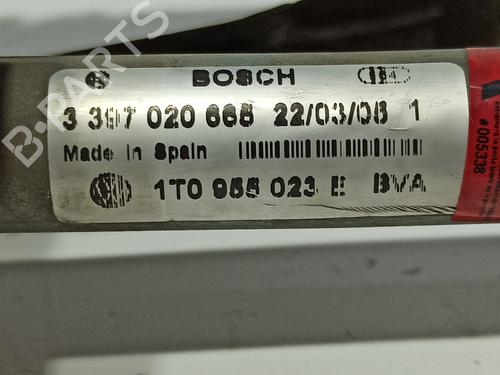 BOSCH
3 397 020 668 22/03/08 1
Made in Spain
1T0 955 023 E BVA
B-PARTS
#005338